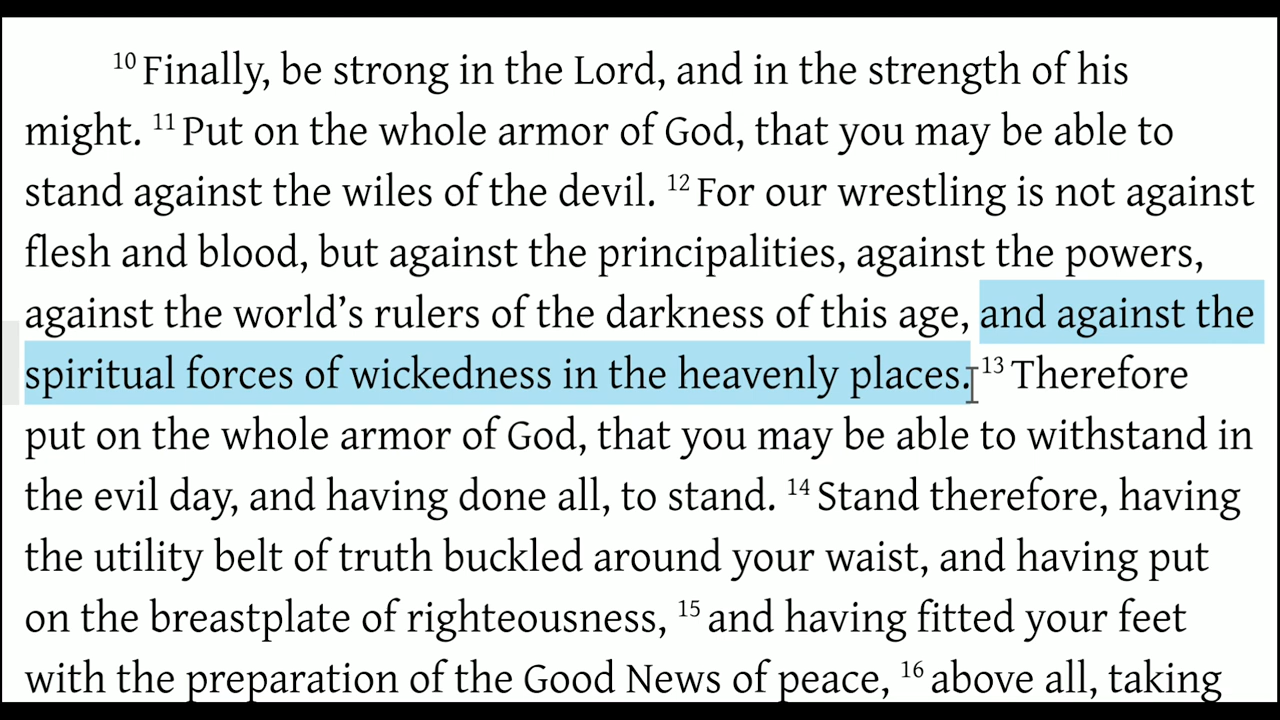 10 Finally, be strong in the Lord, and in the strength of his
might. 11 Put on the whole armor of God, that you may be able to
stand against the wiles of the devil. 12 For our wrestling is not against
flesh and blood, but against the principalities, against the powers,
against the world’s rulers of the darkness of this age, and against the
spiritual forces of wickedness in the heavenly places. 13 Therefore
put on the whole armor of God, that you may be able to withstand in
the evil day, and having done all, to stand. 14 Stand therefore, having
the utility belt of truth buckled around your waist, and having put
on the breastplate of righteousness, 15 and having fitted your feet
with the preparation of the Good News of peace, 16 above all, taking